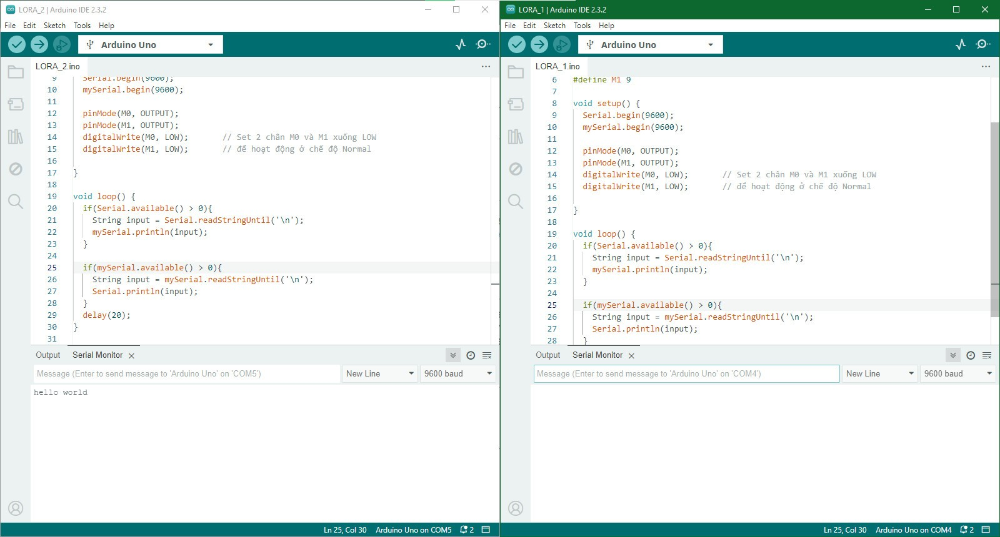 LORA_2 | Arduino IDE 2.3.2
File Edit Sketch Tools Help
Arduino Uno
LORA_2.ino
9 Serial.begin(9600);
10 mySerial.begin(9600);
11
12 pinMode(M0, OUTPUT);
13 pinMode(M1, OUTPUT);
14 digitalWrite(M0, LOW); // Set 2 chân M0 và M1 xuống LOW
15 digitalWrite(M1, LOW); // để hoạt động ở chế độ Normal
16
17 }
18
19 void loop() {
20 if(Serial.available() > 0){
21 String input = Serial.readStringUntil('\n');
22 mySerial.println(input);
23 }
24
25 if(mySerial.available() > 0){
26 String input = mySerial.readStringUntil('\n');
27 Serial.println(input);
28 }
29 delay(20);
30 }
31
Output Serial Monitor
Message (Enter to send message to 'Arduino Uno' on 'COM5') New Line 9600 baud
hello world
Ln 25, Col 30 Arduino Uno on COM5 2
LORA_1 | Arduino IDE 2.3.2
File Edit Sketch Tools Help
Arduino Uno
LORA_1.ino
6 #define M1 9
7
8 void setup() {
9 Serial.begin(9600);
10 mySerial.begin(9600);
11
12 pinMode(M0, OUTPUT);
13 pinMode(M1, OUTPUT);
14 digitalWrite(M0, LOW); // Set 2 chân M0 và M1 xuống LOW
15 digitalWrite(M1, LOW); // để hoạt động ở chế độ Normal
16
17 }
18
19 void loop() {
20 if(Serial.available() > 0){
21 String input = Serial.readStringUntil('\n');
22 mySerial.println(input);
23 }
24
25 if(mySerial.available() > 0){
26 String input = mySerial.readStringUntil('\n');
27 Serial.println(input);
28 }
Output Serial Monitor
Message (Enter to send message to 'Arduino Uno' on 'COM4') New Line 9600 baud
Ln 25, Col 30 Arduino Uno on COM4 2